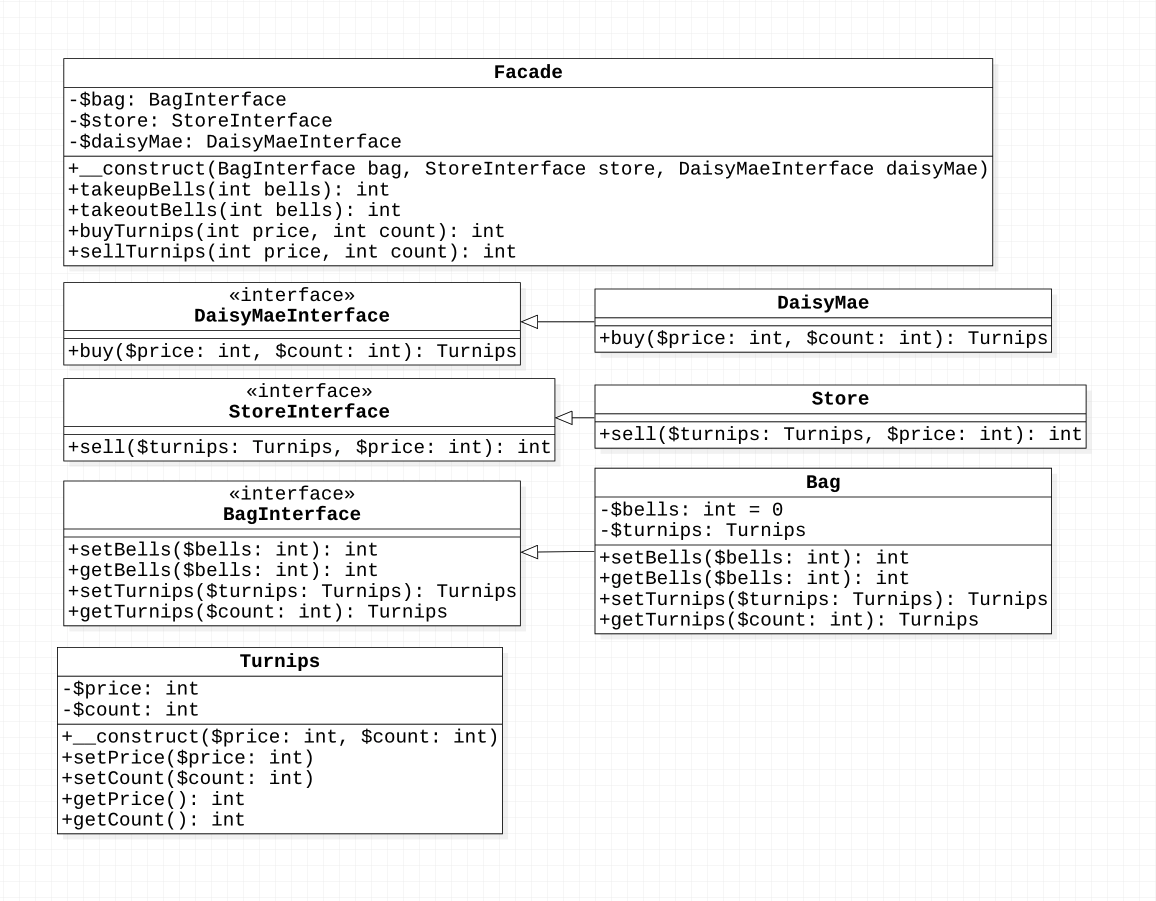 Facade
-$bag: BagInterface
-$store: StoreInterface
-$daisyMae: DaisyMaeInterface
+__construct(BagInterface bag, StoreInterface store, DaisyMaeInterface daisyMae)
+takeupBells(int bells): int
+takeoutBells(int bells): int
+buyTurnips(int price, int count): int
+sellTurnips(int price, int count): int
«interface»
DaisyMaeInterface
+buy($price: int, $count: int): Turnips
DaisyMae
+buy($price: int, $count: int): Turnips
«interface»
StoreInterface
+sell($turnips: Turnips, $price: int): int
Store
+sell($turnips: Turnips, $price: int): int
«interface»
BagInterface
+setBells($bells: int): int
+getBells($bells: int): int
+setTurnips($turnips: Turnips): Turnips
+getTurnips($count: int): Turnips
Bag
-$bells: int = 0
-$turnips: Turnips
+setBells($bells: int): int
+getBells($bells: int): int
+setTurnips($turnips: Turnips): Turnips
+getTurnips($count: int): Turnips
Turnips
-$price: int
-$count: int
+__construct($price: int, $count: int)
+setPrice($price: int)
+setCount($count: int)
+getPrice(): int
+getCount(): int